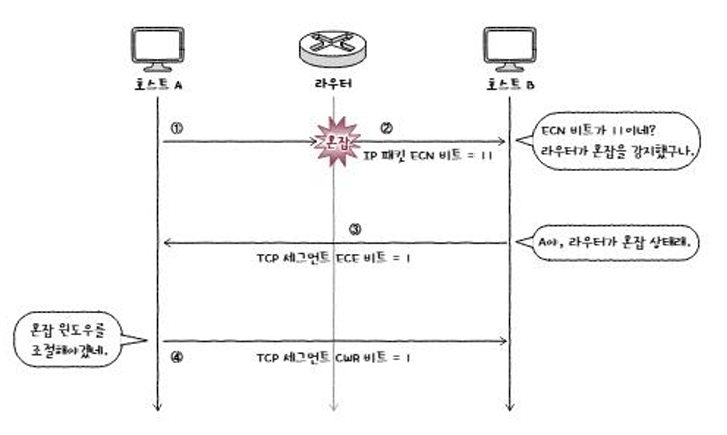 호스트 A
라우터
호스트 B
①
혼잡
②
IP 패킷 ECN 비트 = 11
ECN 비트가 11이네?
라우터가 혼잡을 감지했구나.
③
TCP 세그먼트 ECE 비트 = 1
A야, 라우터가 혼잡 상태래.
혼잡 윈도우를
조절해야겠네.
④
TCP 세그먼트 CWR 비트 = 1